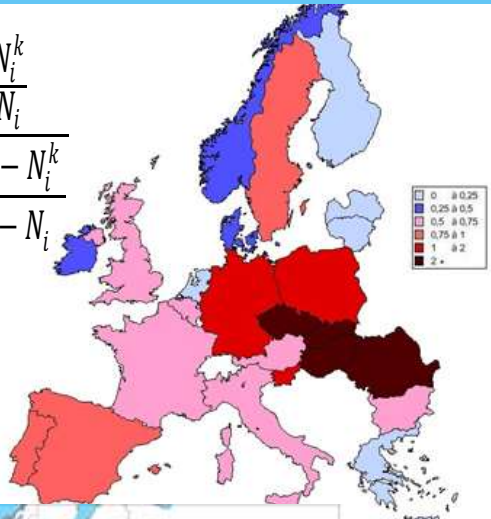 N_i^k
N_i
− N_i^k
− N_i
0 à 0,25
0,25 à 0,5
0,5 à 0,75
0,75 à 1
1 à 2
2 +